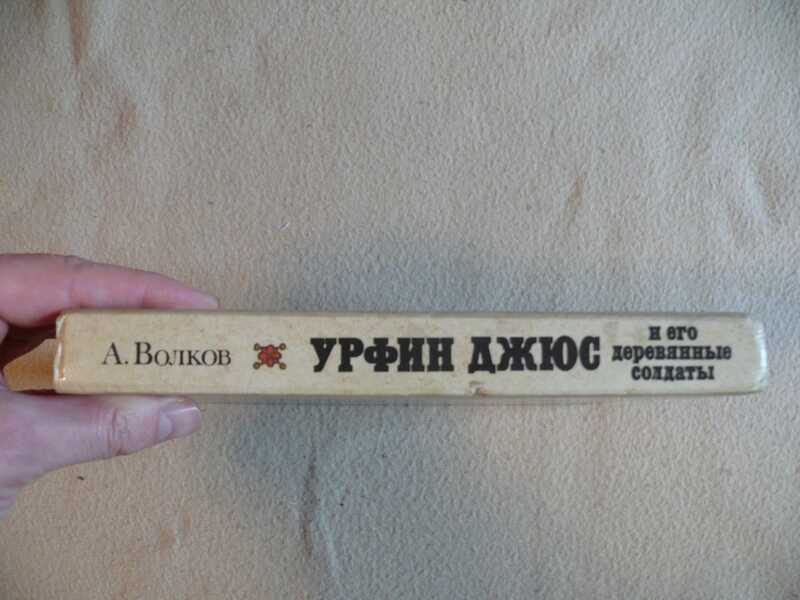 А. Волков
УРФИН ДЖЮС
и его
деревянные
солдаты